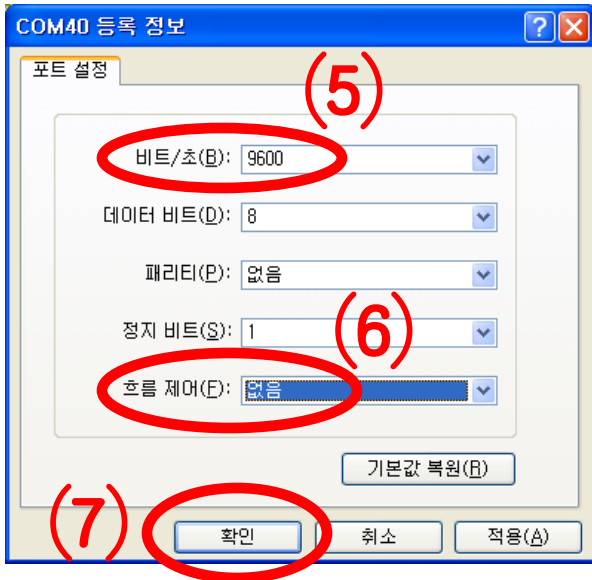 COM40 등록 정보
포트 설정
(5)
비트/초(B): 9600
데이터 비트(D): 8
패리티(P): 없음
정지 비트(S): 1
(6)
흐름 제어(F): 없음
기본값 복원(R)
(7)
확인 취소 적용(A)